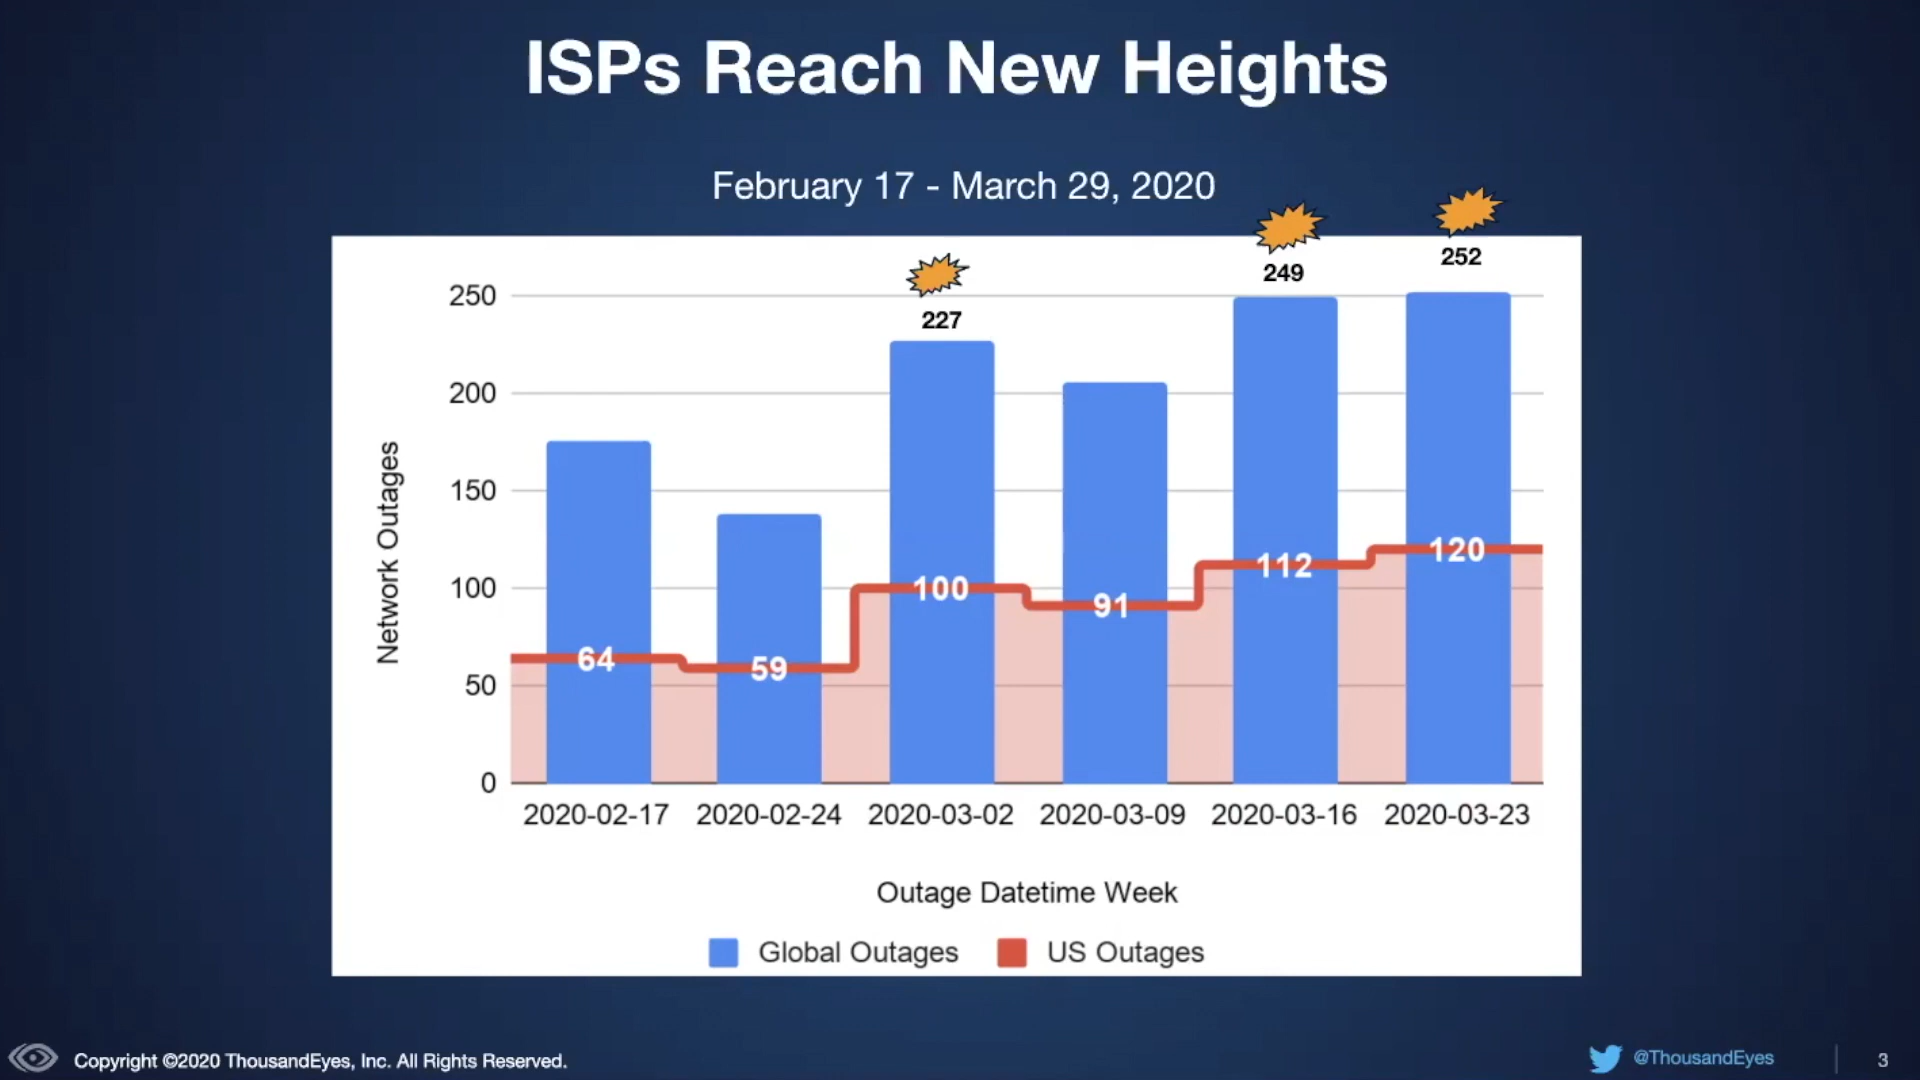 ISPs Reach New Heights
February 17 - March 29, 2020
252
249
227
250
200
150
100
50
0
Network Outages
64
59
100
91
112
120
2020-02-17 2020-02-24 2020-03-02 2020-03-09 2020-03-16 2020-03-23
Outage Datetime Week
Global Outages US Outages
Copyright ©2020 ThousandEyes, Inc. All Rights Reserved.
@ThousandEyes
3